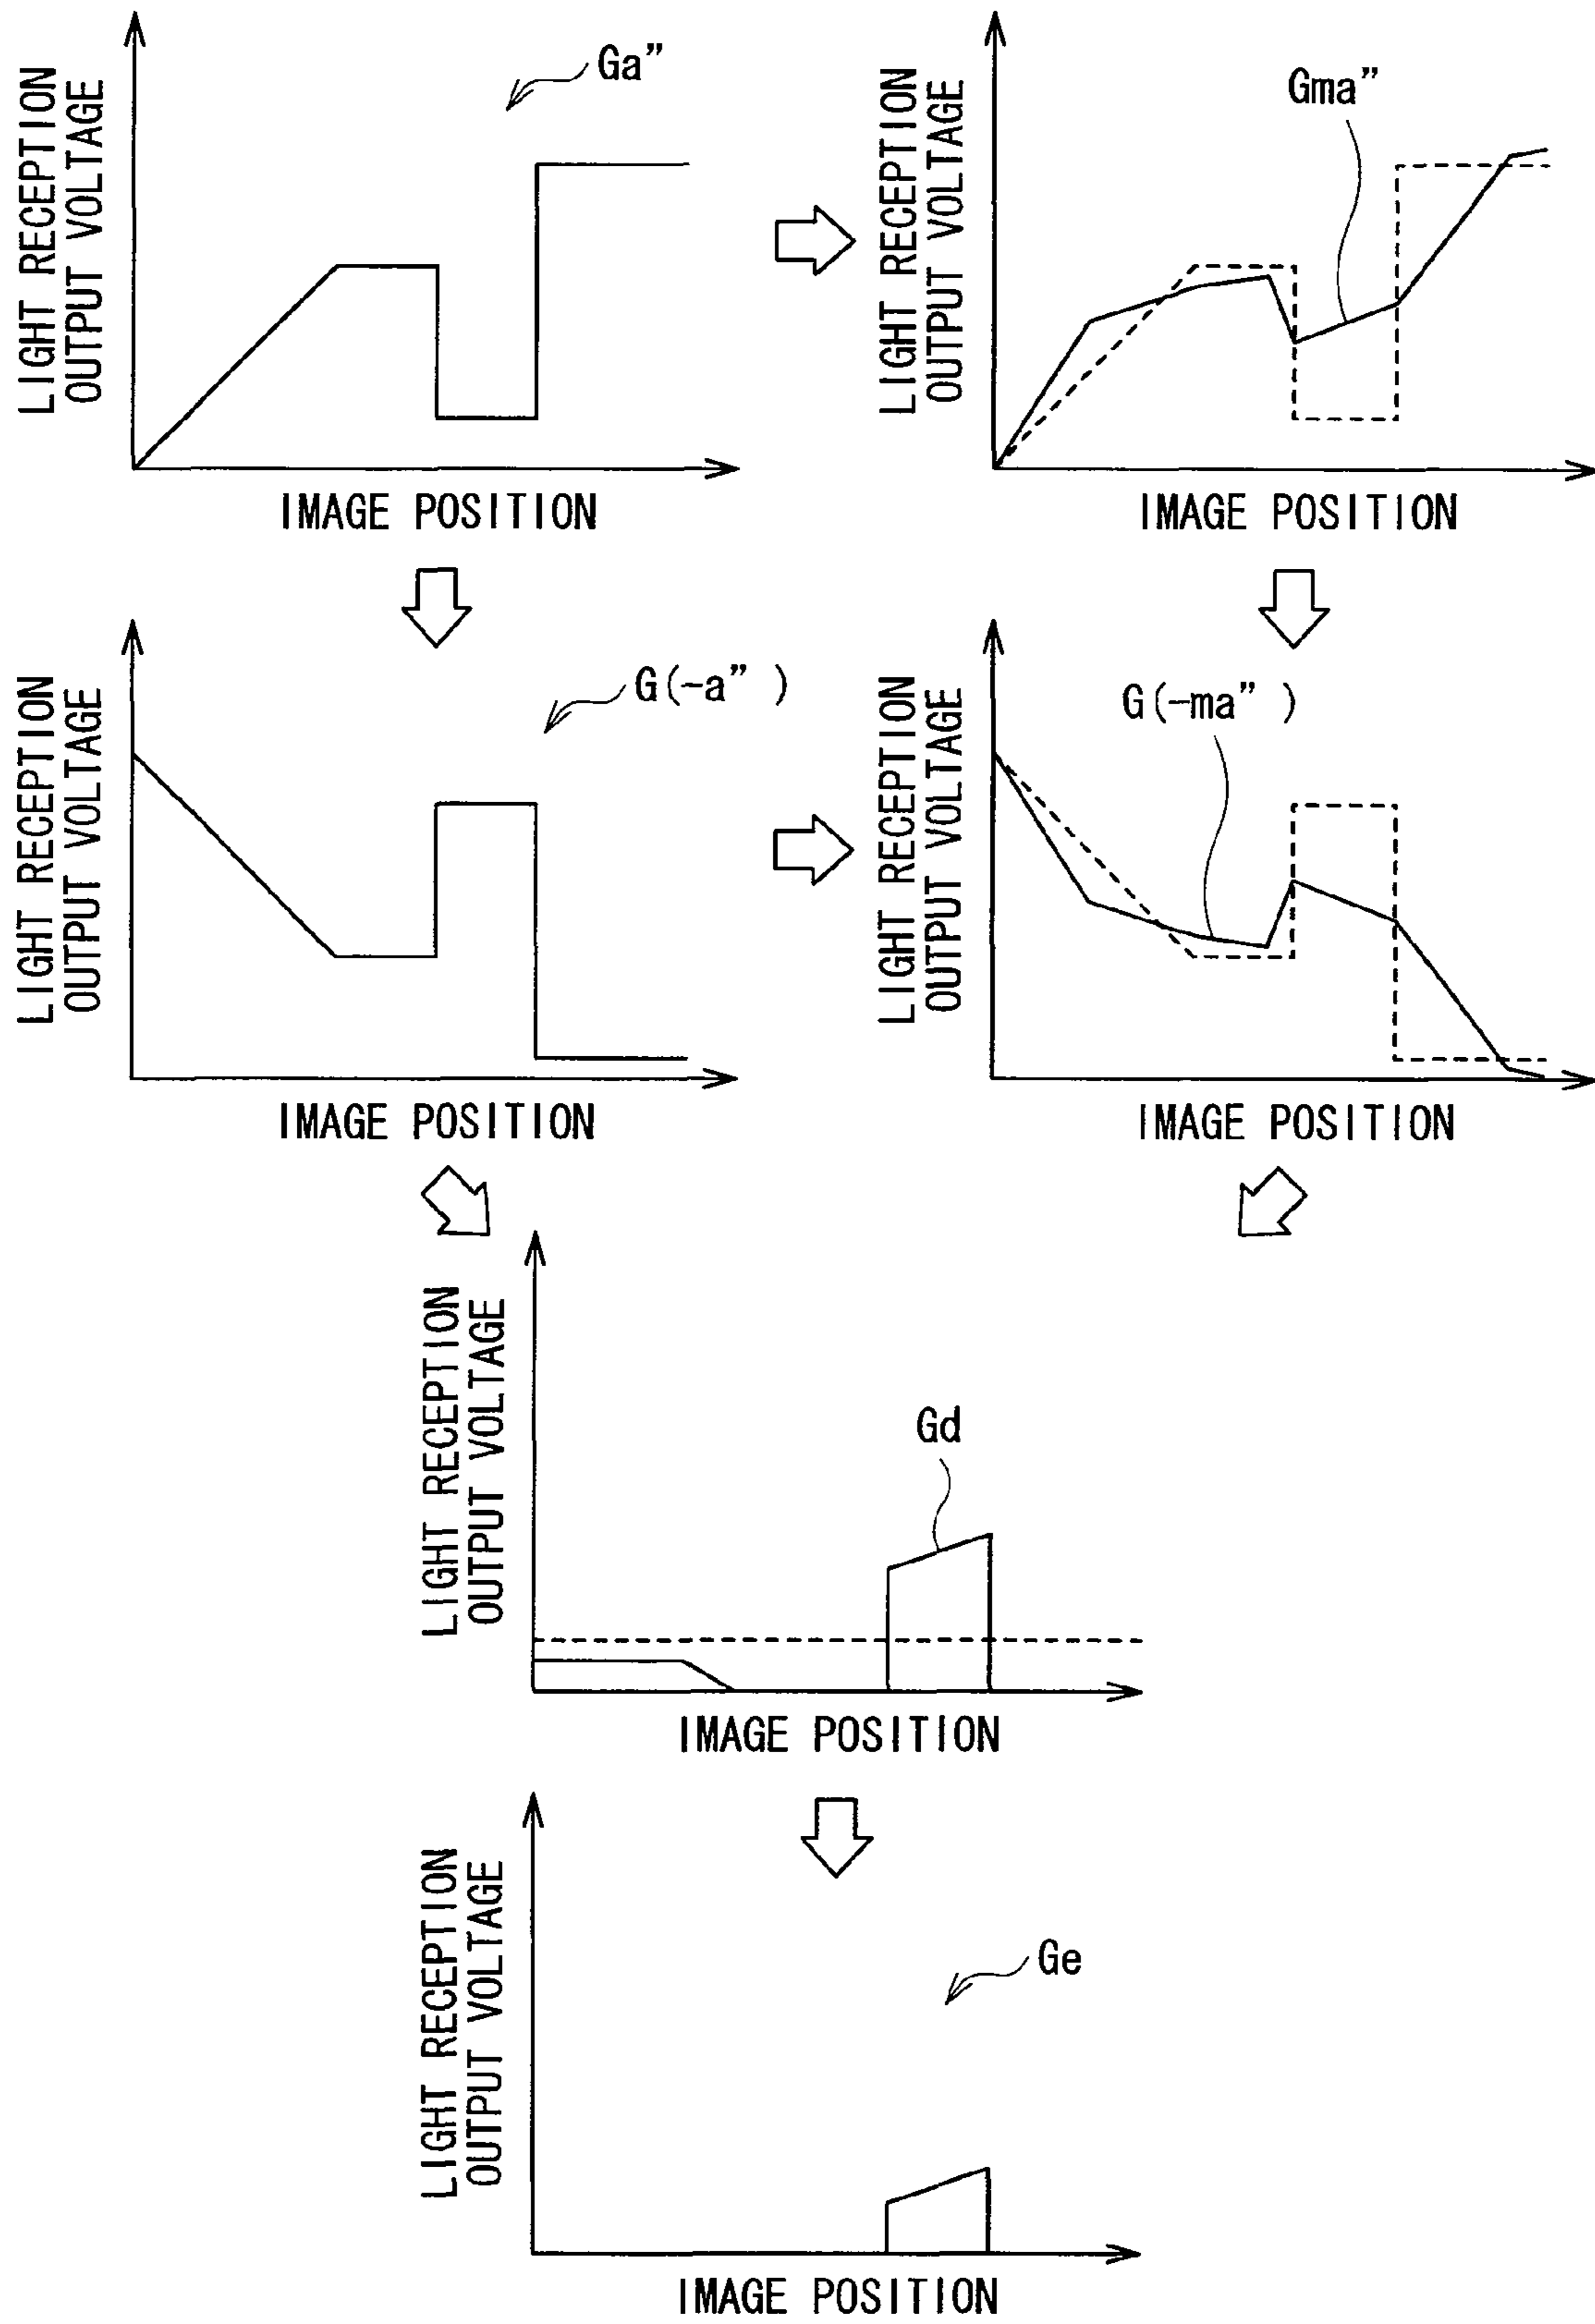 LIGHT RECEPTION
OUTPUT VOLTAGE
Ga”
IMAGE POSITION
LIGHT RECEPTION
OUTPUT VOLTAGE
Gma”
IMAGE POSITION
LIGHT RECEPTION
OUTPUT VOLTAGE
G(-a” )
IMAGE POSITION
LIGHT RECEPTION
OUTPUT VOLTAGE
G(-ma” )
IMAGE POSITION
LIGHT RECEPTION
OUTPUT VOLTAGE
Gd
IMAGE POSITION
LIGHT RECEPTION
OUTPUT VOLTAGE
Ge
IMAGE POSITION